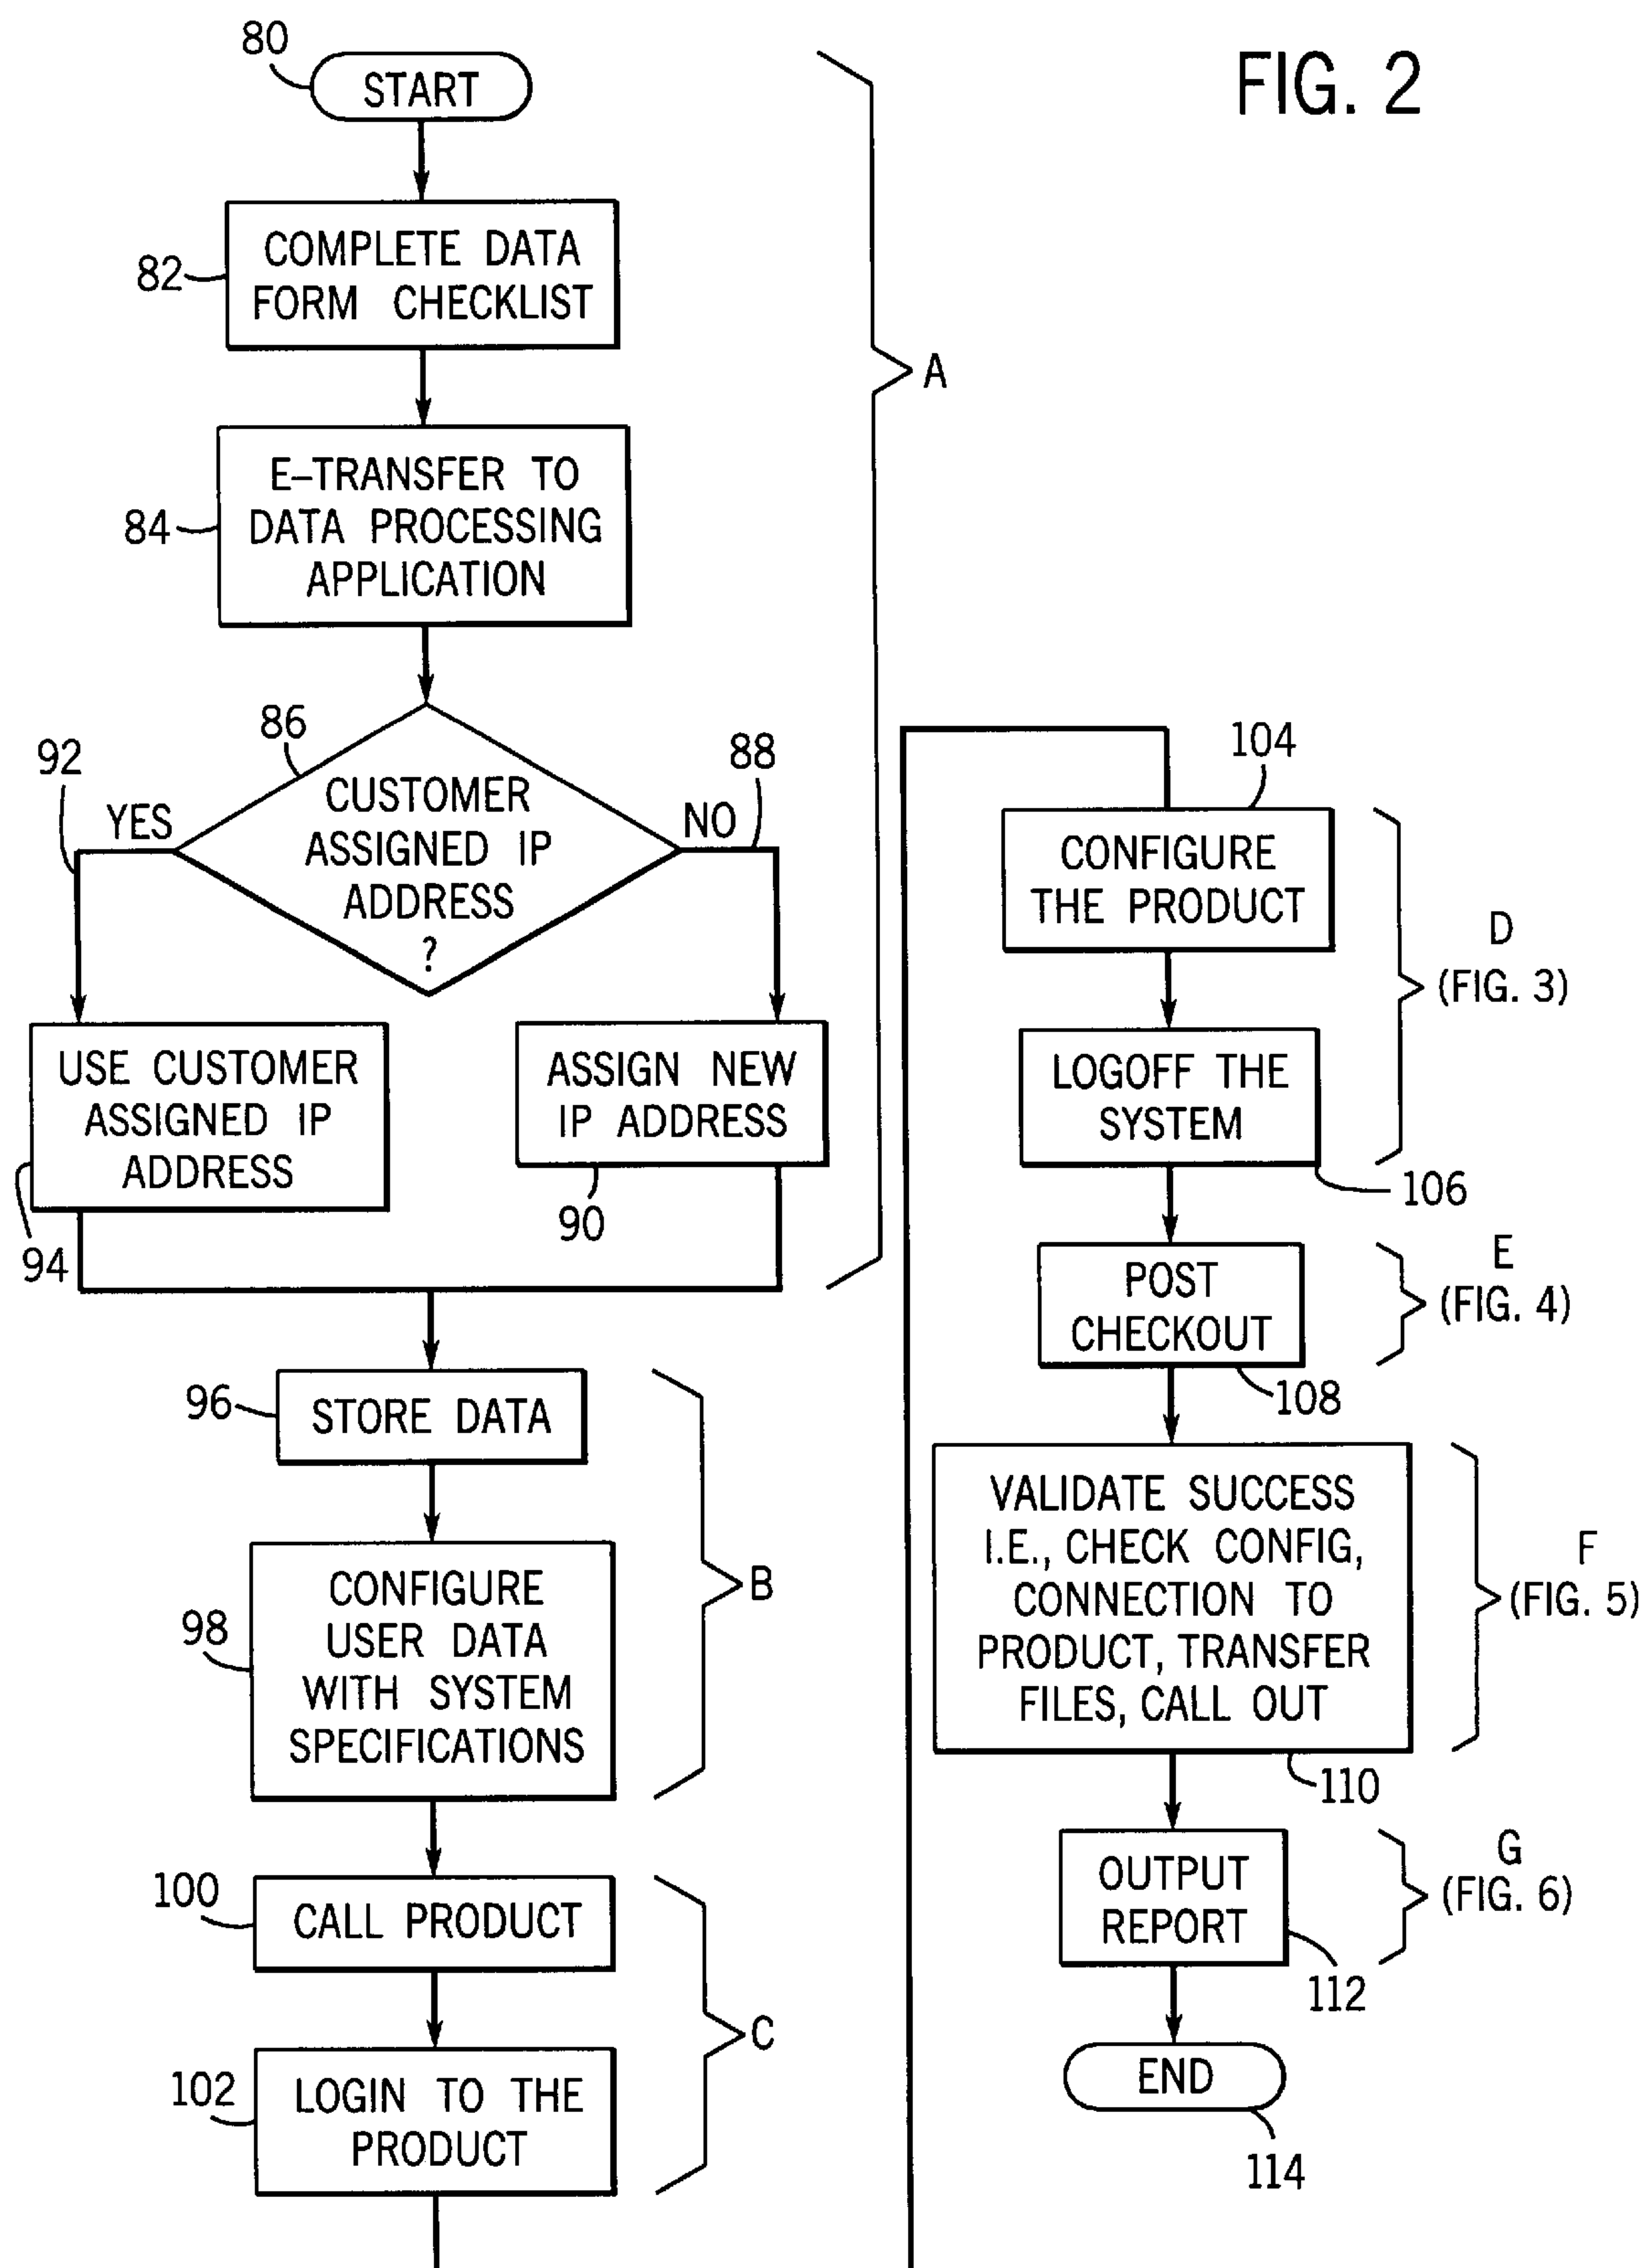 FIG. 2
80
START
82
COMPLETE DATA
FORM CHECKLIST
84
E-TRANSFER TO
DATA PROCESSING
APPLICATION
A
86
CUSTOMER
ASSIGNED IP
ADDRESS
?
92
YES
88
NO
USE CUSTOMER
ASSIGNED IP
ADDRESS
94
ASSIGN NEW
IP ADDRESS
90
96
STORE DATA
98
CONFIGURE
USER DATA
WITH SYSTEM
SPECIFICATIONS
B
100
CALL PRODUCT
102
LOGIN TO THE
PRODUCT
C
104
CONFIGURE
THE PRODUCT
LOGOFF THE
SYSTEM
106
D
(FIG. 3)
POST
CHECKOUT
108
E
(FIG. 4)
VALIDATE SUCCESS
I.E., CHECK CONFIG,
CONNECTION TO
PRODUCT, TRANSFER
FILES, CALL OUT
110
F
(FIG. 5)
OUTPUT
REPORT
112
G
(FIG. 6)
END
114